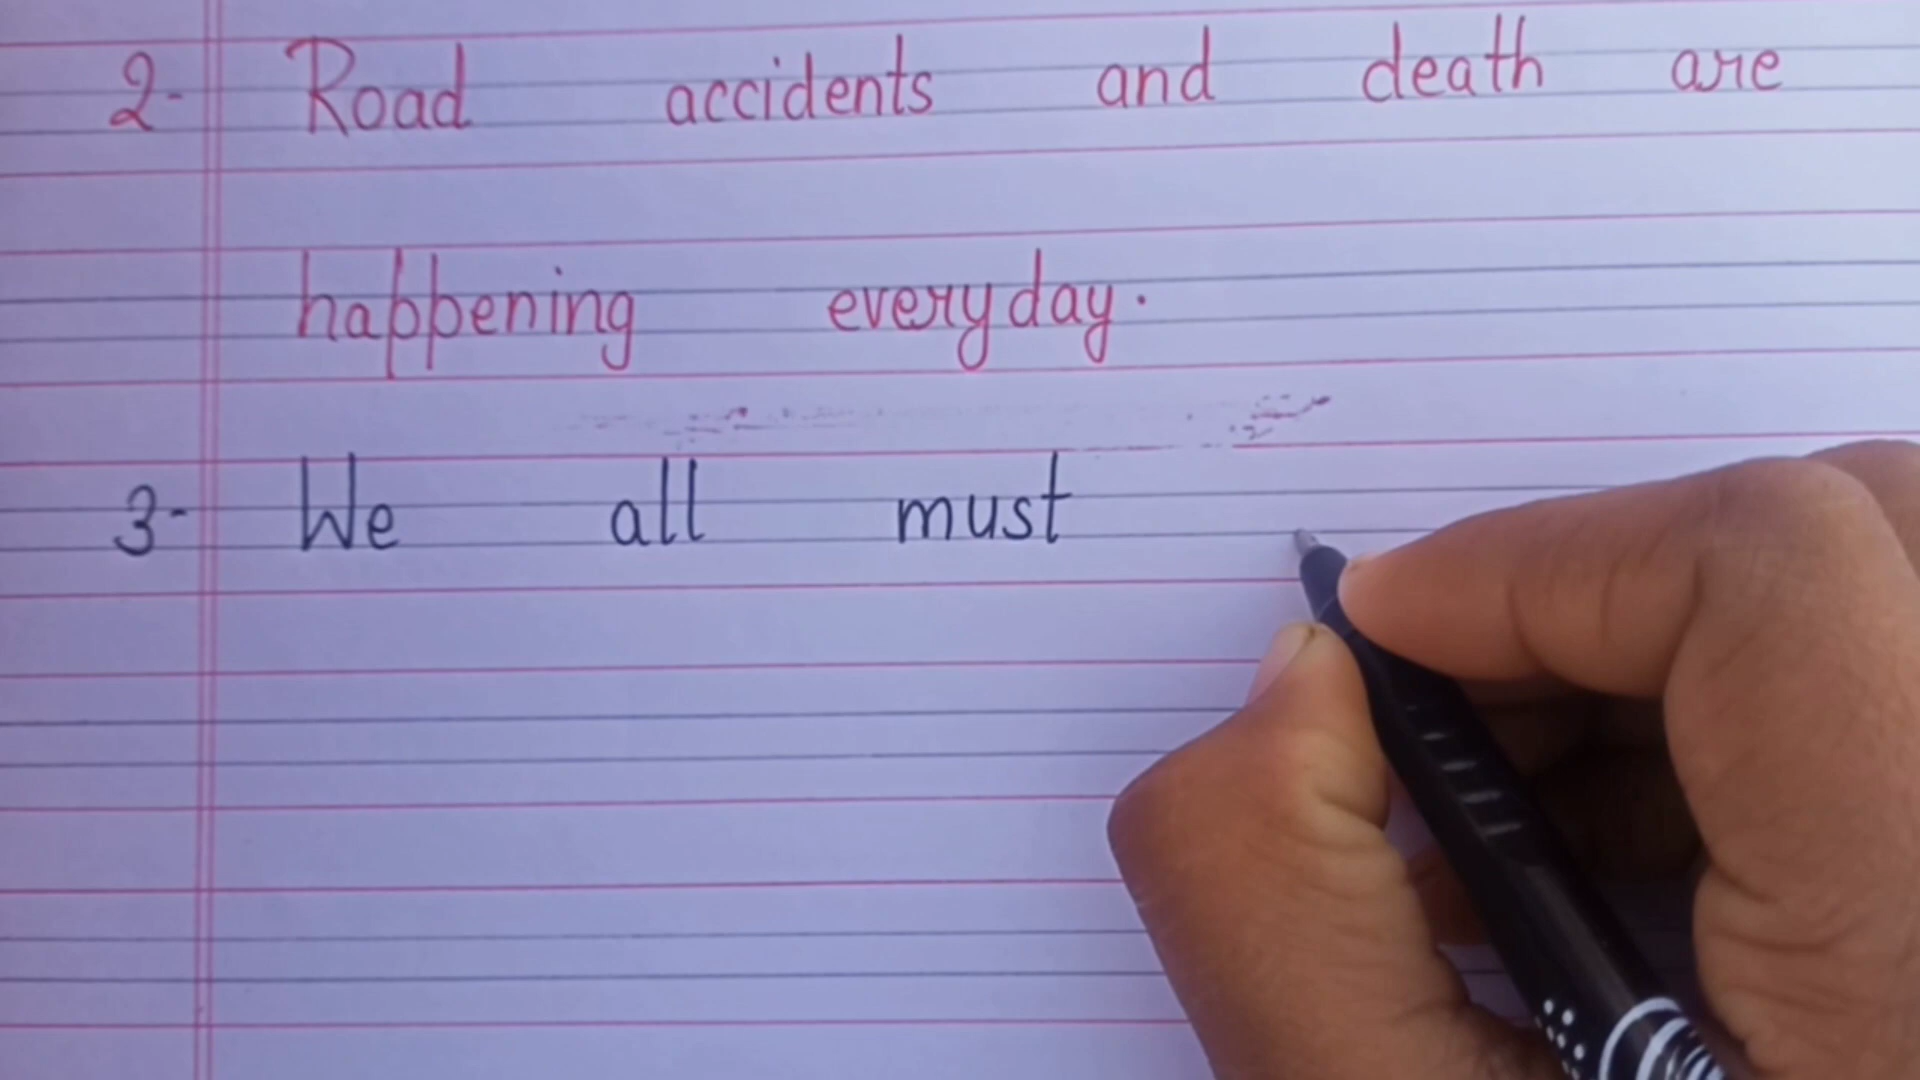 2- Road accidents and death are
happening everyday.
3- We all must